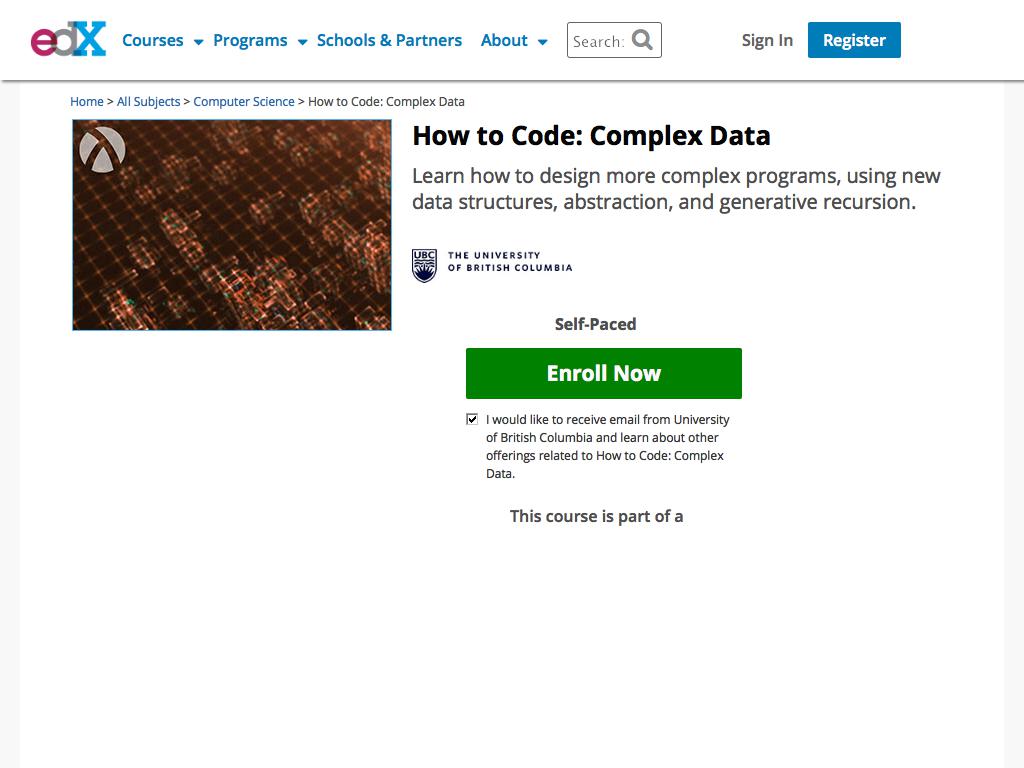 edX Courses Programs Schools & Partners About Search: Sign In Register
Home > All Subjects > Computer Science > How to Code: Complex Data
How to Code: Complex Data
Learn how to design more complex programs, using new
data structures, abstraction, and generative recursion.
UBC THE UNIVERSITY
OF BRITISH COLUMBIA
Self-Paced
Enroll Now
I would like to receive email from University
of British Columbia and learn about other
offerings related to How to Code: Complex
Data.
This course is part of a